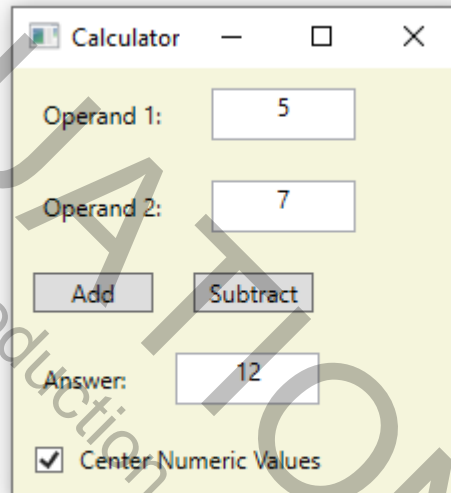 Calculator
Operand 1: 5
Operand 2: 7
Add Subtract
Answer: 12
Center Numeric Values